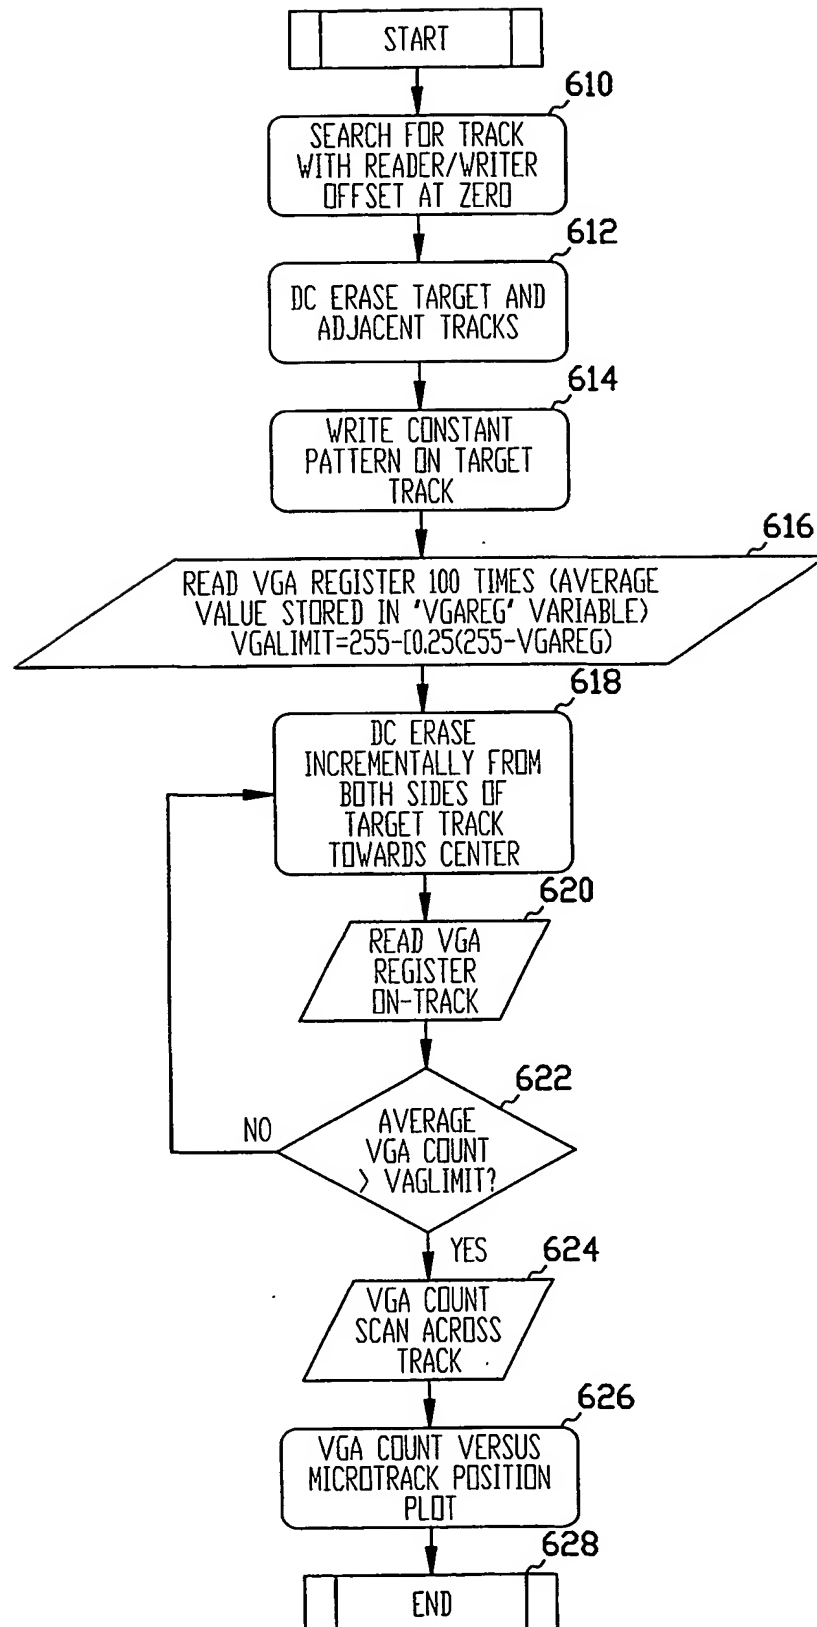 START
610
SEARCH FOR TRACK
WITH READER/WRITER
OFFSET AT ZERO
612
DC ERASE TARGET AND
ADJACENT TRACKS
614
WRITE CONSTANT
PATTERN ON TARGET
TRACK
616
READ VGA REGISTER 100 TIMES (AVERAGE
VALUE STORED IN 'VGAREG' VARIABLE)
VGALIMIT=255-[0.25(255-VGAREG)
618
DC ERASE
INCREMENTALLY FROM
BOTH SIDES OF
TARGET TRACK
TOWARDS CENTER
620
READ VGA
REGISTER
ON-TRACK
622
AVERAGE
VGA COUNT
> VAGLIMIT?
NO
YES
624
VGA COUNT
SCAN ACROSS
TRACK
626
VGA COUNT VERSUS
MICROTRACK POSITION
PLOT
628
END